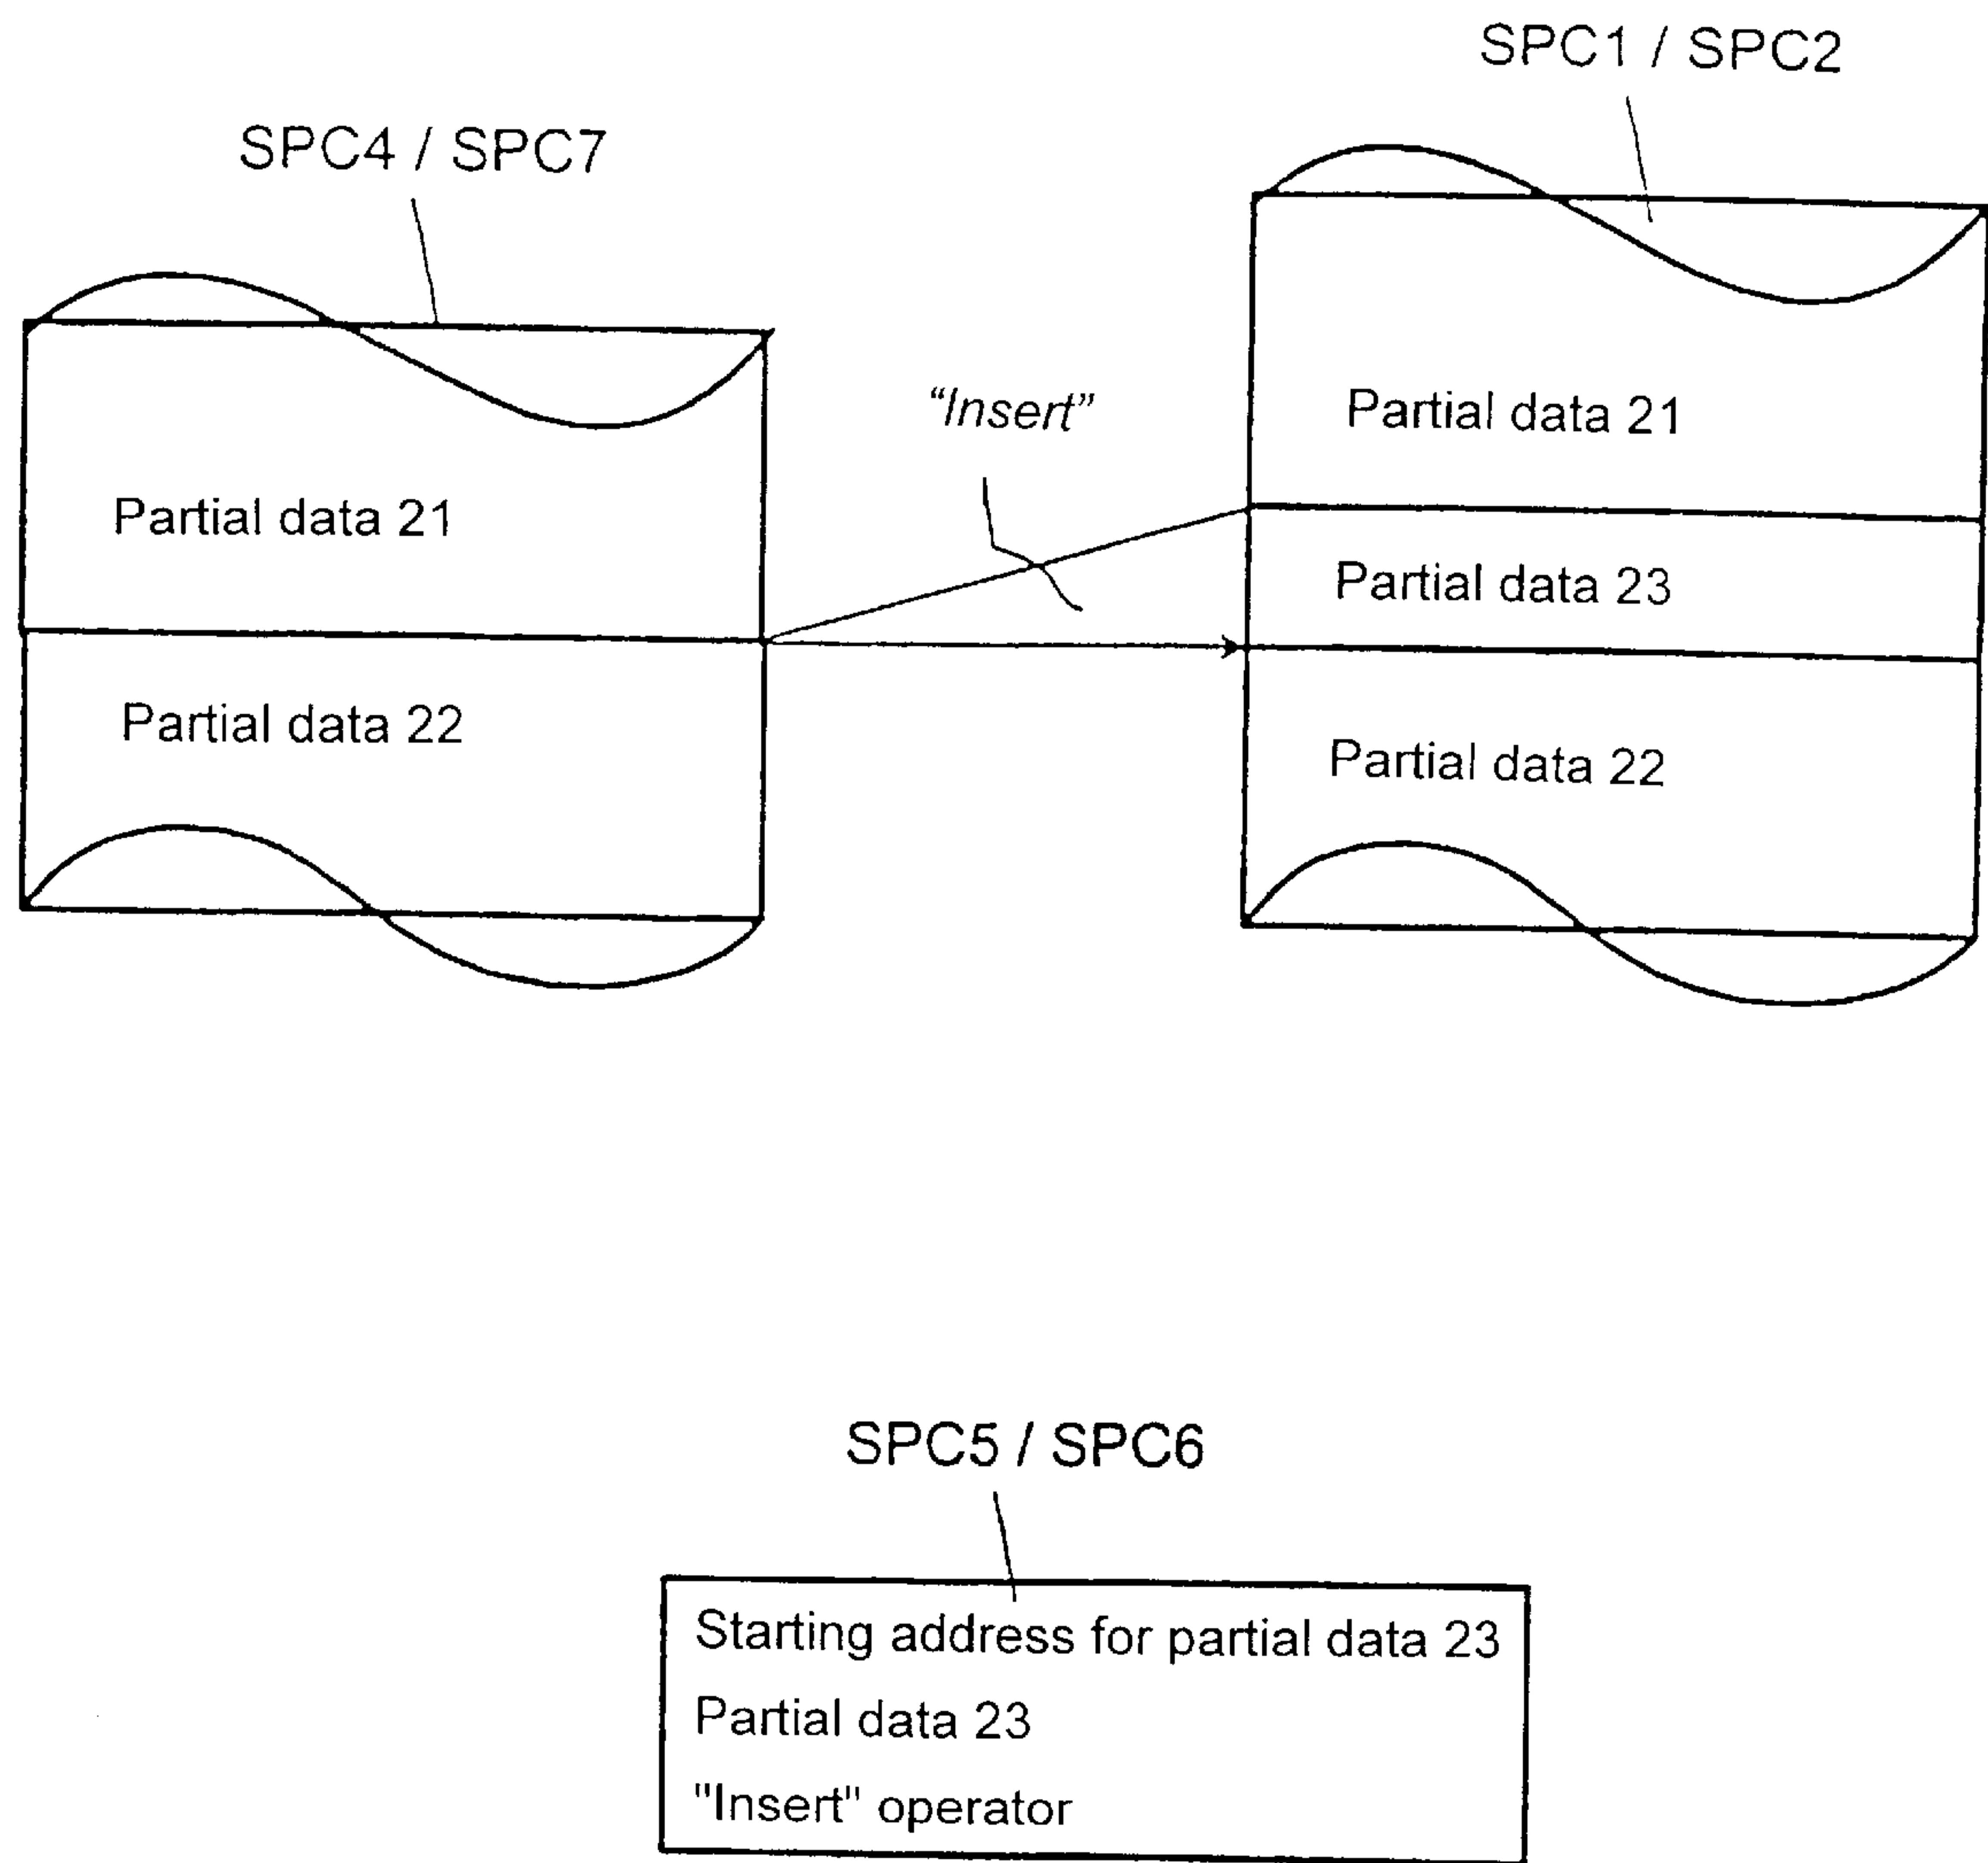 SPC1 / SPC2
SPC4 / SPC7
Partial data 21
Partial data 22
"Insert"
Partial data 21
Partial data 23
Partial data 22
SPC5 / SPC6
Starting address for partial data 23
Partial data 23
"Insert" operator